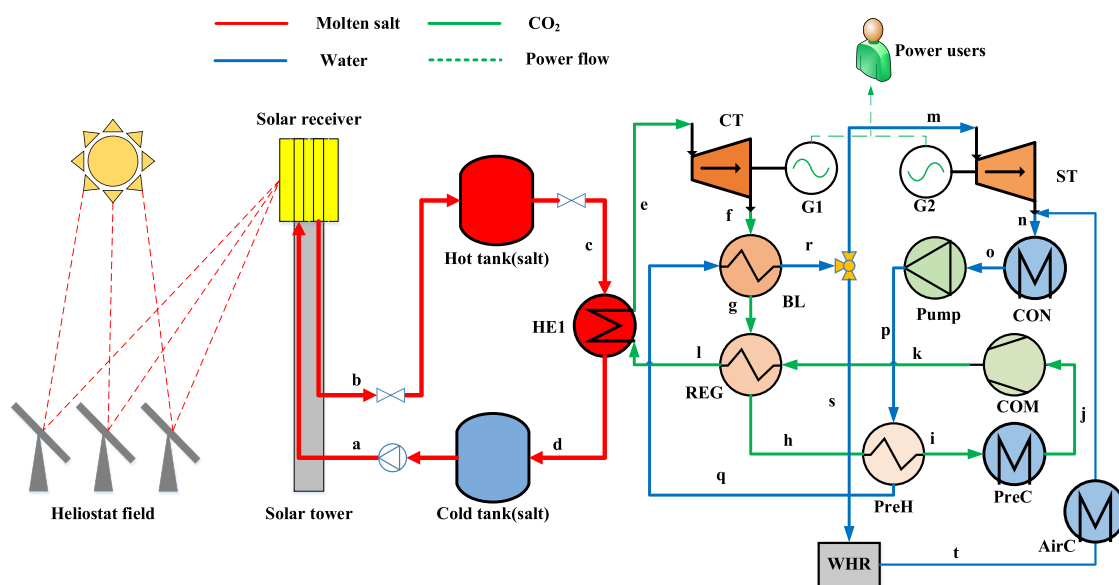 Molten salt
CO₂
Water
Power flow
Power users
Solar receiver
CT
m
e
ST
G1
G2
f
n
c
r
Hot tank(salt)
o
BL
g
Pump
CON
HE1
p
l
k
b
REG
s
COM
j
a
d
h
i
q
PreC
Heliostat field
Solar tower
Cold tank(salt)
PreH
AirC
t
WHR